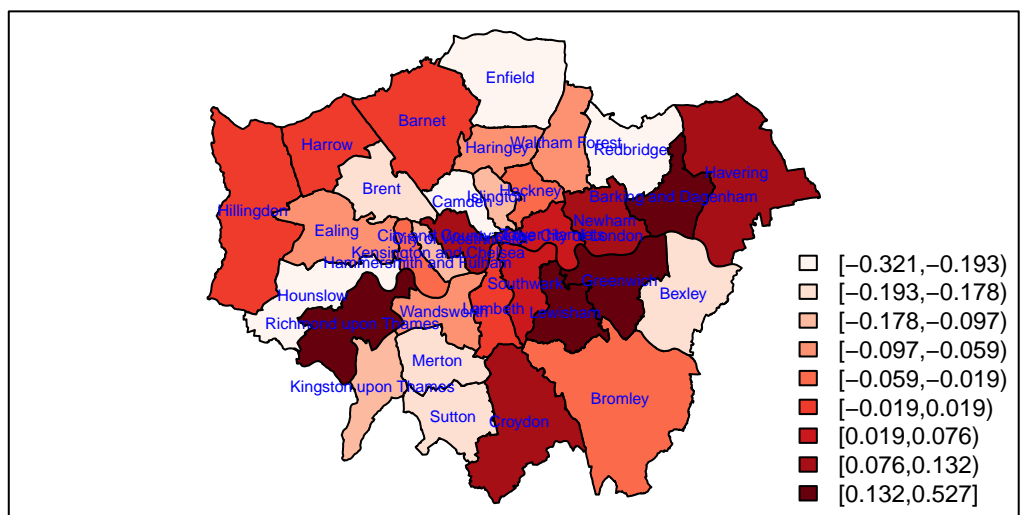 Enfield
Barnet
Harrow
Haringey
Waltham Forest
Redbridge
Havering
Brent
Camden
Islington
Hackney
Barking and Dagenham
Hillingdon
Ealing
Newham
Kensington and Chelsea
Hammersmith and Fulham
Hounslow
Southwark
Greenwich
Bexley
Richmond upon Thames
Wandsworth
Lambeth
Lewisham
Merton
Kingston upon Thames
Sutton
Croydon
Bromley
[−0.321,−0.193)
[−0.193,−0.178)
[−0.178,−0.097)
[−0.097,−0.059)
[−0.059,−0.019)
[−0.019,0.019)
[0.019,0.076)
[0.076,0.132)
[0.132,0.527]